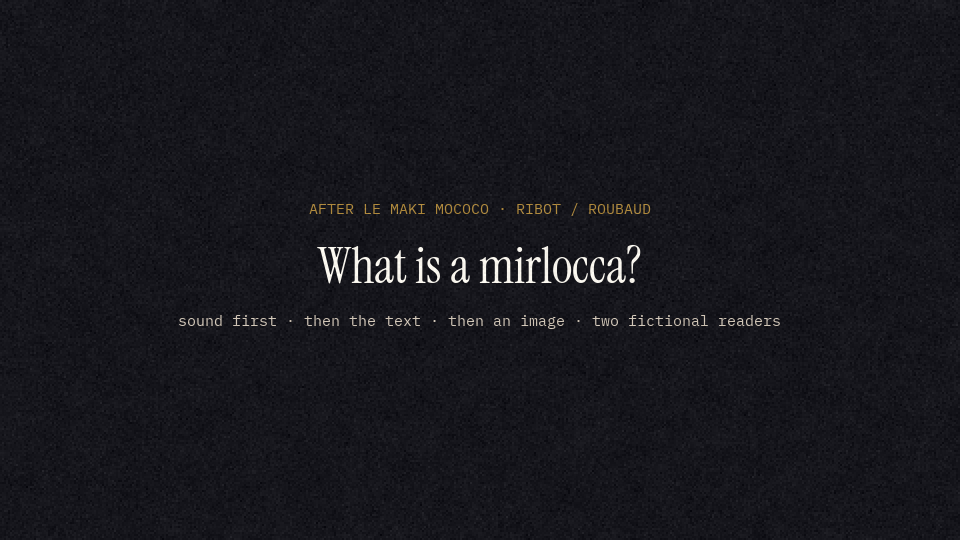 AFTER LE MAKI MOCOCO · RIBOT / ROUBAUD
What is a mirlocca?
sound first · then the text · then an image · two fictional readers